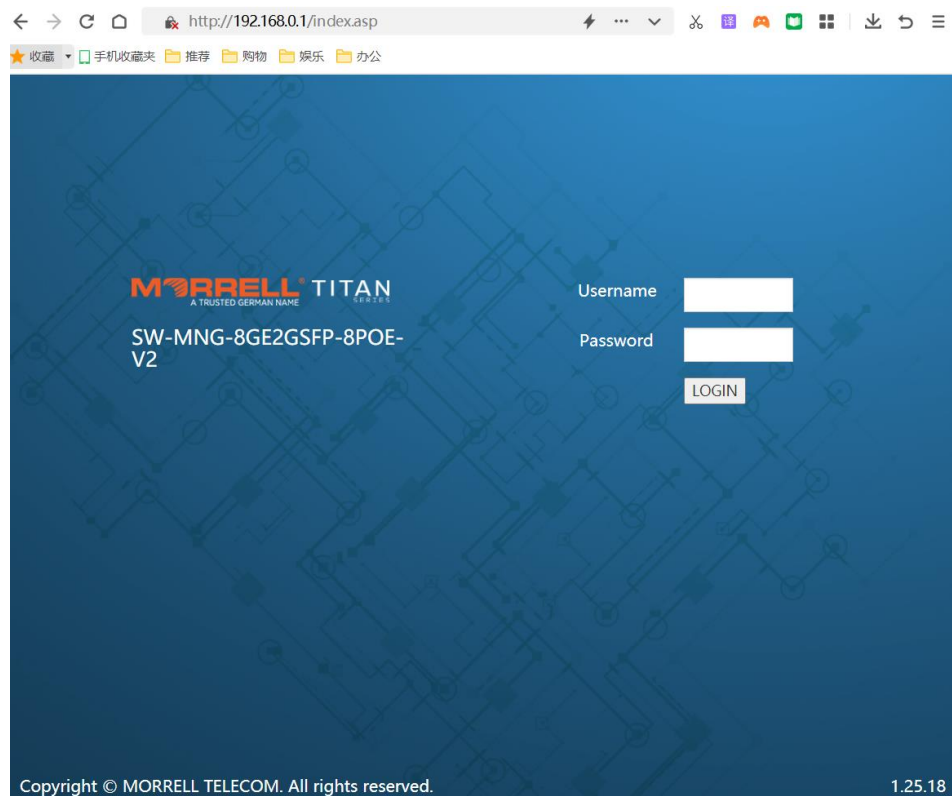 http://192.168.0.1/index.asp
译
收藏 手机收藏夹 推荐 购物 娱乐 办公
MORRELL® TITAN
A TRUSTED GERMAN NAME SERIES
SW-MNG-8GE2GSFP-8POE-
V2
Username
Password
LOGIN
Copyright © MORRELL TELECOM. All rights reserved. 1.25.18